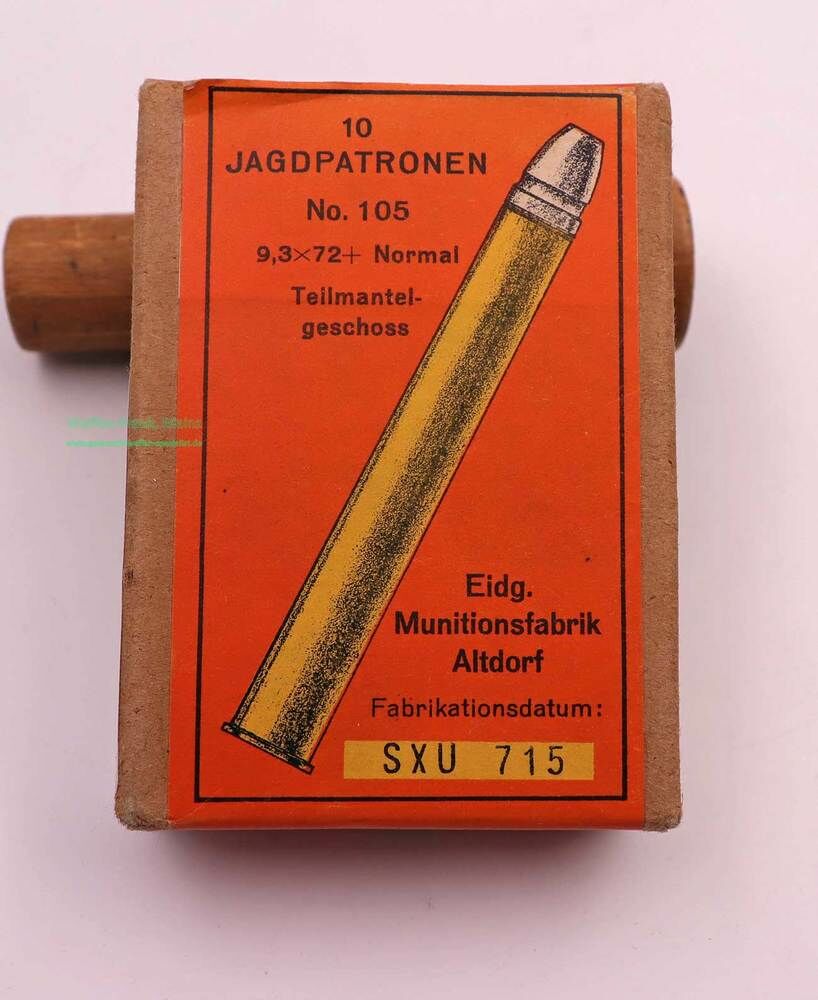 10
JAGDPATRONEN
No. 105
9,3×72+ Normal
Teilmantel-
geschoss
Eidg.
Munitionsfabrik
Altdorf
Fabrikationsdatum:
SXU 715